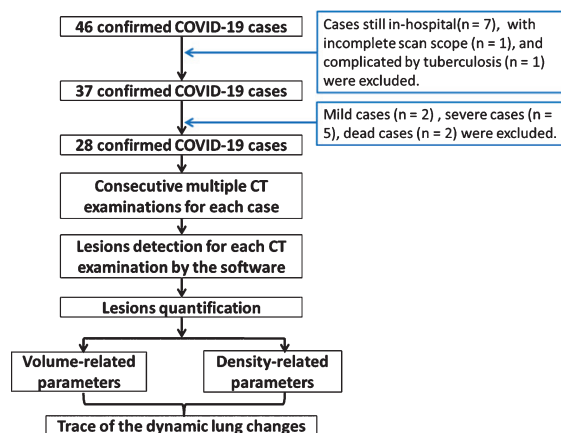 46 confirmed COVID-19 cases
Cases still in-hospital(n = 7), with
incomplete scan scope (n = 1), and
complicated by tuberculosis (n = 1)
were excluded.
37 confirmed COVID-19 cases
Mild cases (n = 2) , severe cases (n =
5), dead cases (n = 2) were excluded.
28 confirmed COVID-19 cases
Consecutive multiple CT
examinations for each case
Lesions detection for each CT
examination by the software
Lesions quantification
Volume-related
parameters
Density-related
parameters
Trace of the dynamic lung changes